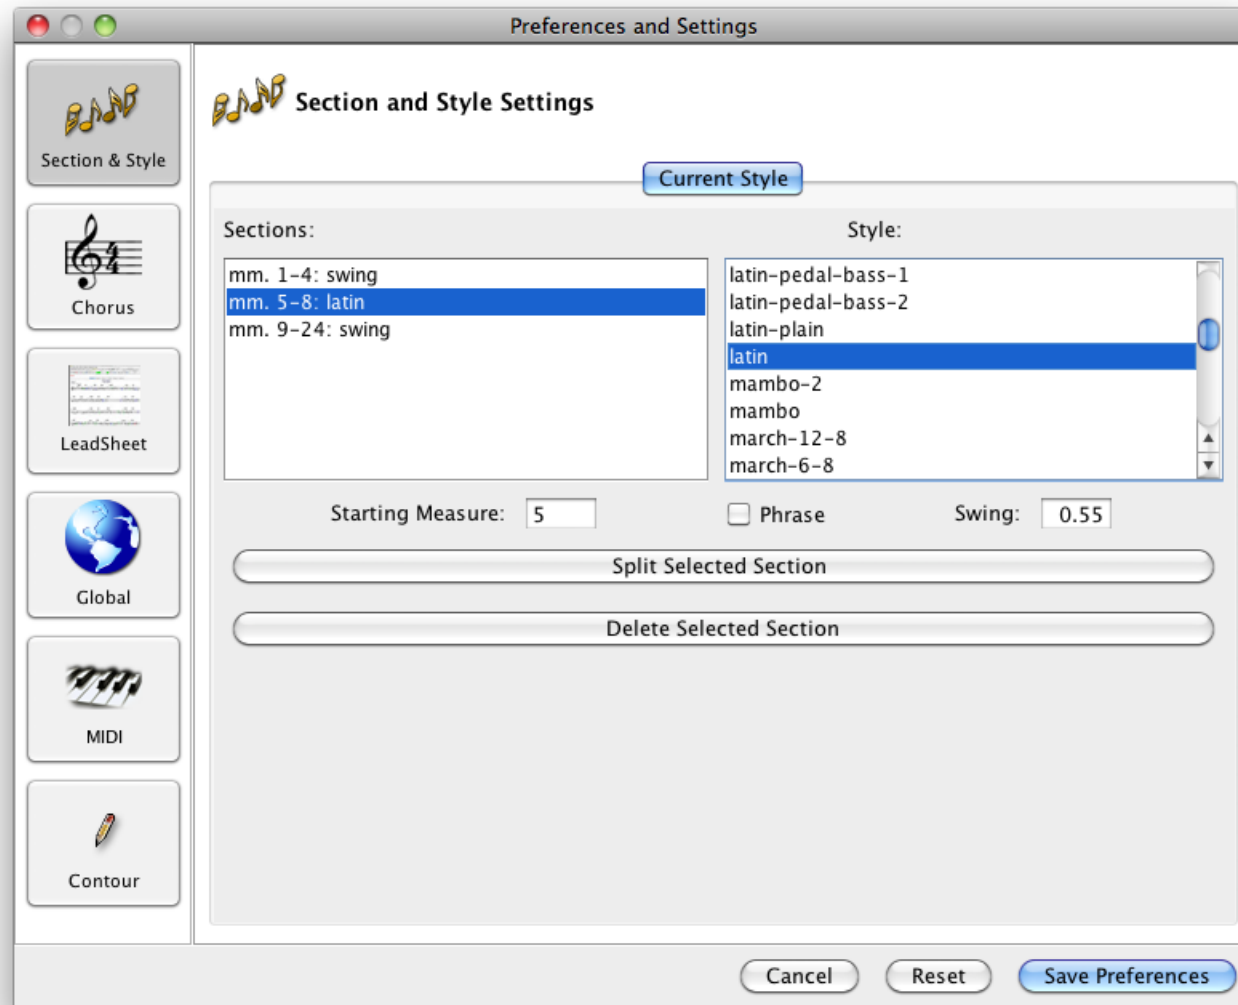 Preferences and Settings
Section & Style
Chorus
LeadSheet
Global
MIDI
Contour
Section and Style Settings
Current Style
Sections:
mm. 1-4: swing
mm. 5-8: latin
mm. 9-24: swing
Style:
latin-pedal-bass-1
latin-pedal-bass-2
latin-plain
latin
mambo-2
mambo
march-12-8
march-6-8
Starting Measure: 5
Phrase
Swing: 0.55
Split Selected Section
Delete Selected Section
Cancel
Reset
Save Preferences